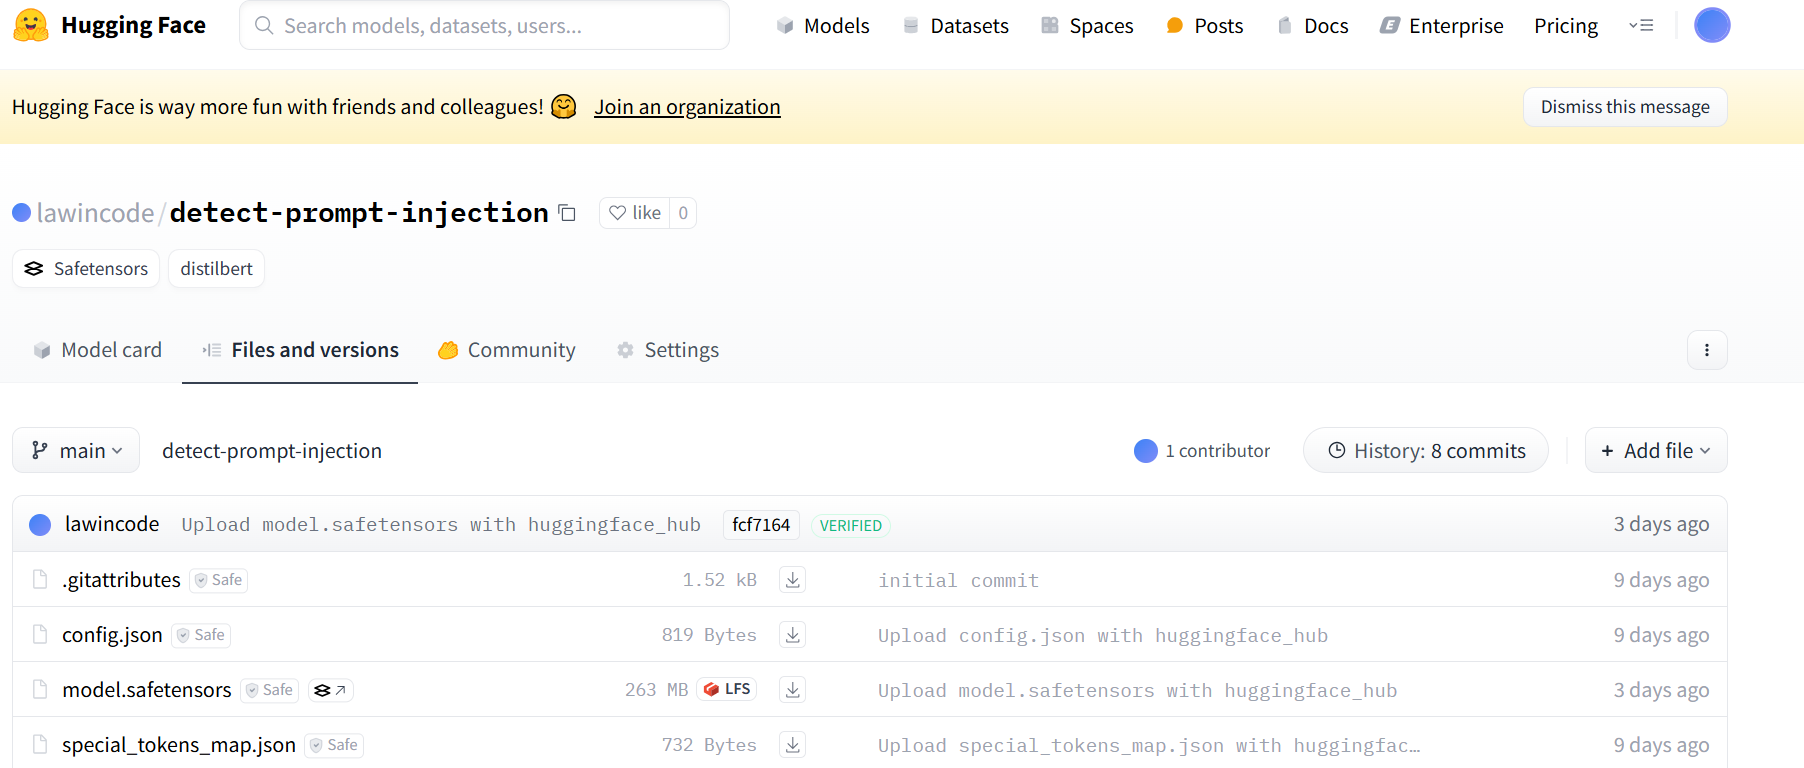 Hugging Face Search models, datasets, users... Models Datasets Spaces Posts Docs Enterprise Pricing
Hugging Face is way more fun with friends and colleagues! 🤗 Join an organization Dismiss this message
lawincode/detect-prompt-injection like 0
Safetensors distilbert
Model card Files and versions Community Settings
main detect-prompt-injection 1 contributor History: 8 commits + Add file
lawincode Upload model.safetensors with huggingface_hub fcf7164 VERIFIED 3 days ago
.gitattributes Safe 1.52 kB initial commit 9 days ago
config.json Safe 819 Bytes Upload config.json with huggingface_hub 9 days ago
model.safetensors Safe 263 MB LFS Upload model.safetensors with huggingface_hub 3 days ago
special_tokens_map.json Safe 732 Bytes Upload special_tokens_map.json with huggingfac… 9 days ago